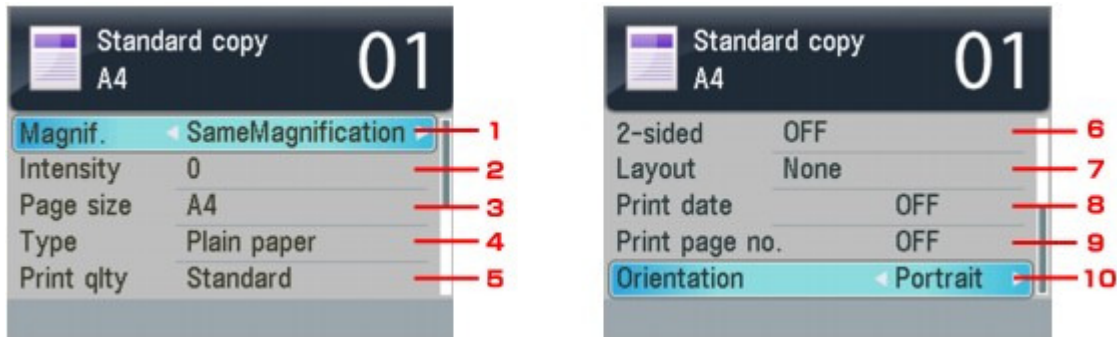 Standard copy
A4
01
Magnif. SameMagnification 1
Intensity 0 2
Page size A4 3
Type Plain paper 4
Print qlty Standard 5
Standard copy
A4
01
2-sided OFF 6
Layout None 7
Print date OFF 8
Print page no. OFF 9
Orientation Portrait 10